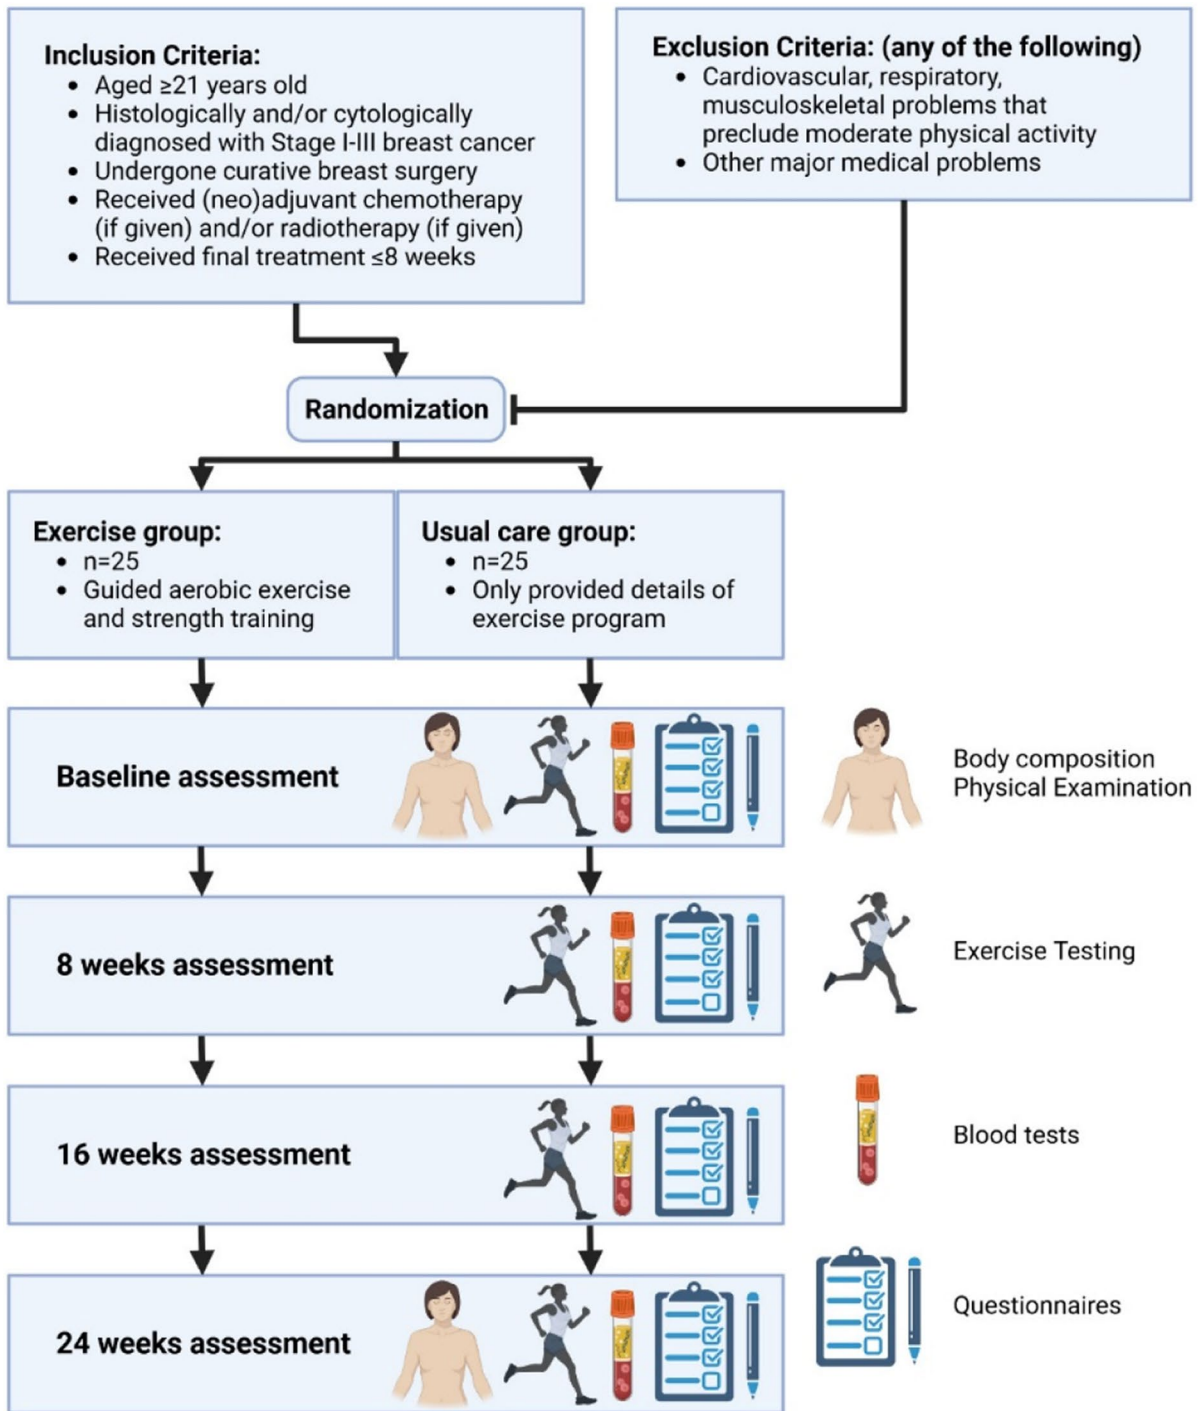 Inclusion Criteria:
• Aged ≥21 years old
• Histologically and/or cytologically
diagnosed with Stage I-III breast cancer
• Undergone curative breast surgery
• Received (neo)adjuvant chemotherapy
(if given) and/or radiotherapy (if given)
• Received final treatment ≤8 weeks
Exclusion Criteria: (any of the following)
• Cardiovascular, respiratory,
musculoskeletal problems that
preclude moderate physical activity
• Other major medical problems
Randomization
Exercise group:
• n=25
• Guided aerobic exercise
and strength training
Usual care group:
• n=25
• Only provided details of
exercise program
Baseline assessment
Body composition
Physical Examination
8 weeks assessment
Exercise Testing
16 weeks assessment
Blood tests
24 weeks assessment
Questionnaires